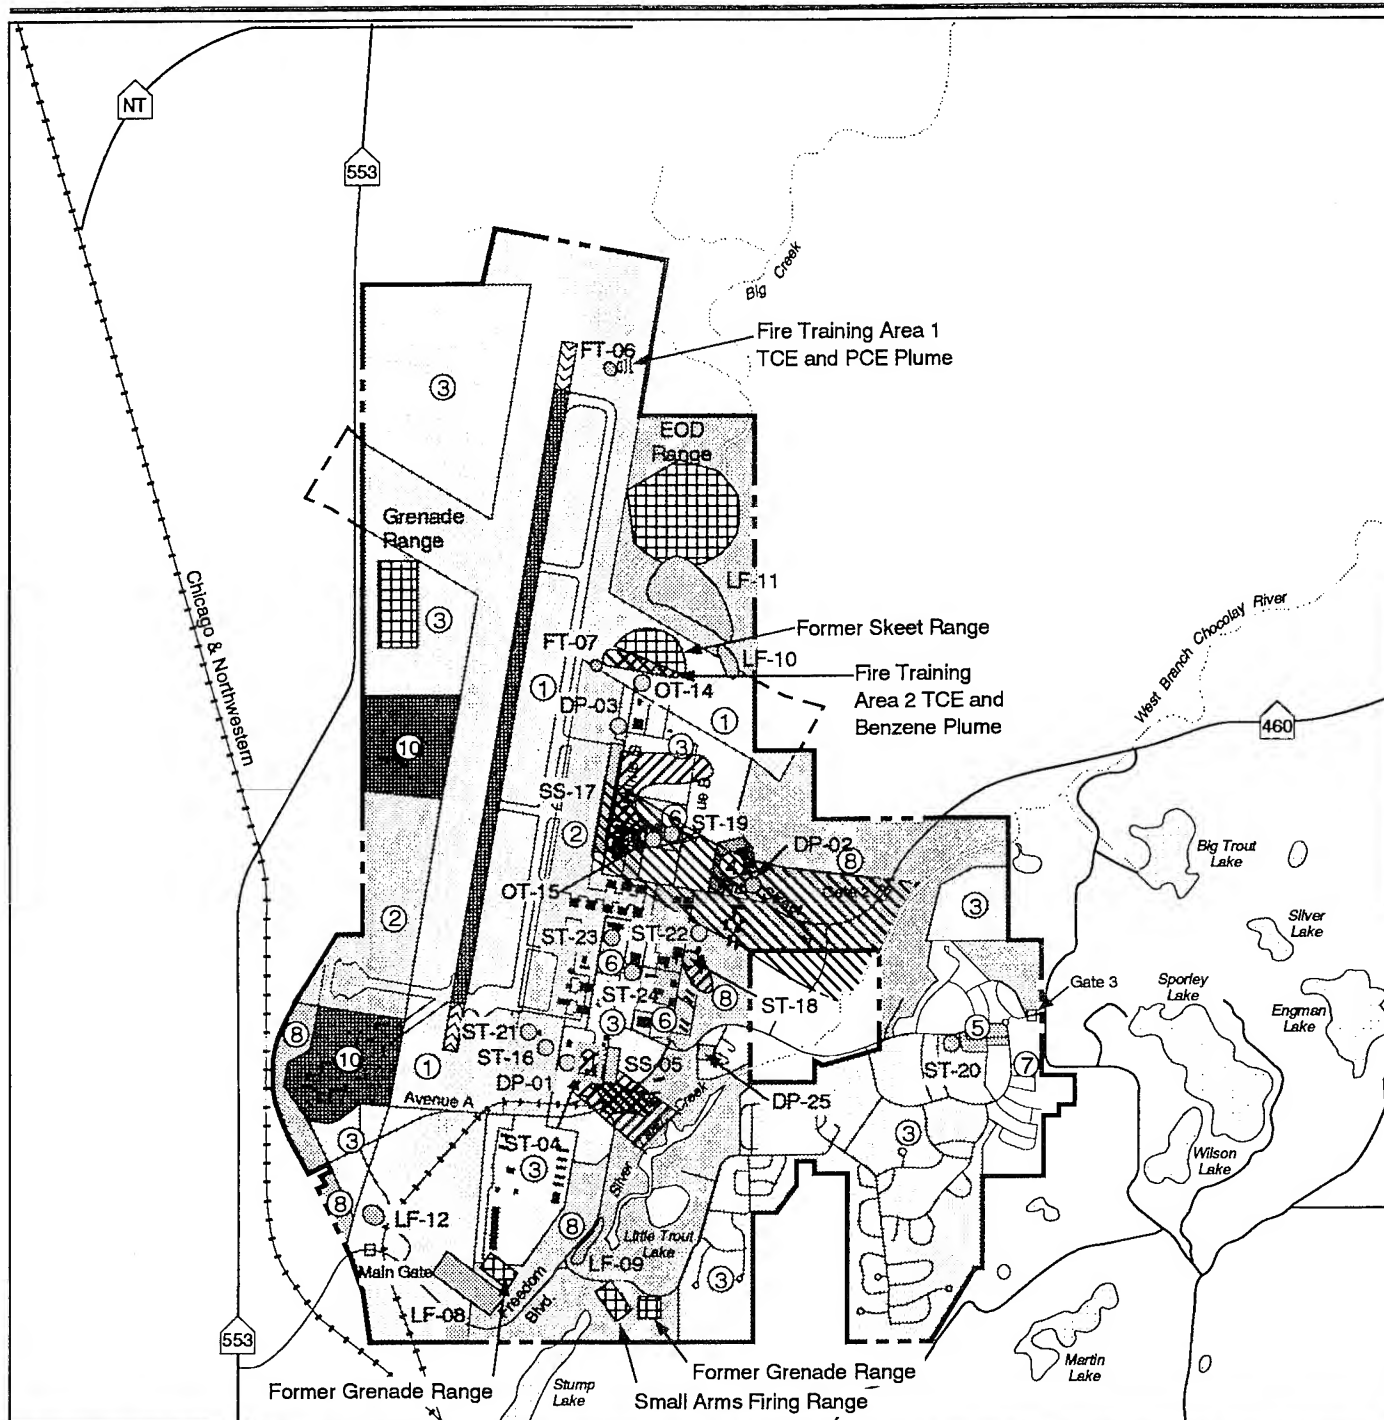 NT
553
Big Creek
Fire Training Area 1
TCE and PCE Plume
FT-06
3
EOD
Range
Grenade
Range
LF-11
3
Chicago & Northwestern
West Branch Chocolay River
Former Skeet Range
FT-07
LF-10
Fire Training
Area 2 TCE and
Benzene Plume
OT-14
1
DP-03
1
460
10
3
SS-17
6
ST-19
2
DP-02
8
Big Trout
Lake
OT-15
3
2
Silver
Lake
ST-23
ST-22
6
Gate 3
Sporley
Lake
8
ST-18
Engman
Lake
ST-24
3
6
8
ST-21
5
10
1
ST-16
SS-05
ST-20
7
DP-01
Avenue A
Creek
DP-25
3
ST-04
3
3
Wilson
Lake
Silver
8
LF-12
8
Little Trout
Lake
Main Gate
LF-09
3
Freedom
Blvd.
LF-08
553
Martin
Lake
Former Grenade Range
Former Grenade Range
Stump
Lake
Small Arms Firing Range